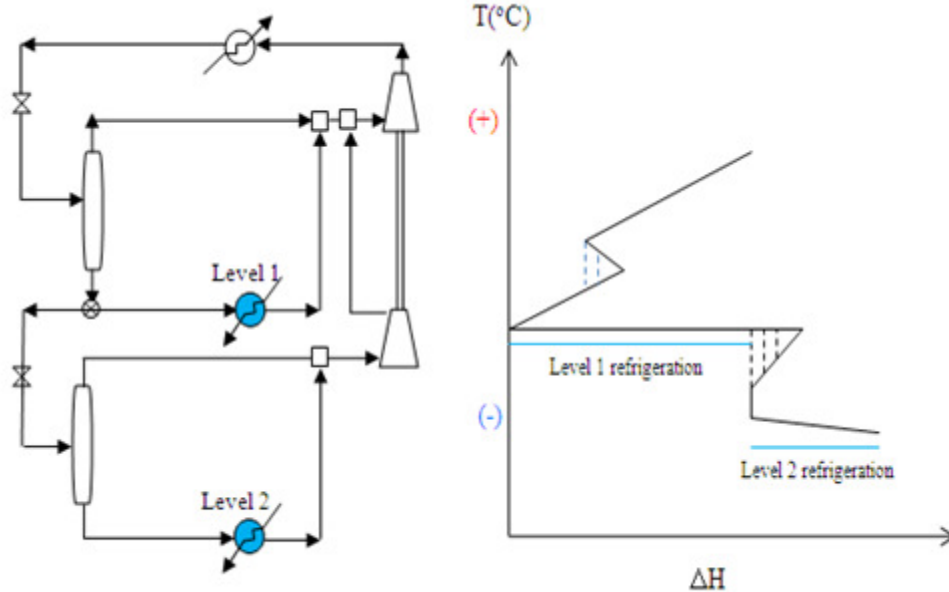 T(°C)
(+)
Level 1
Level 1 refrigeration
(-)
Level 2 refrigeration
Level 2
ΔH